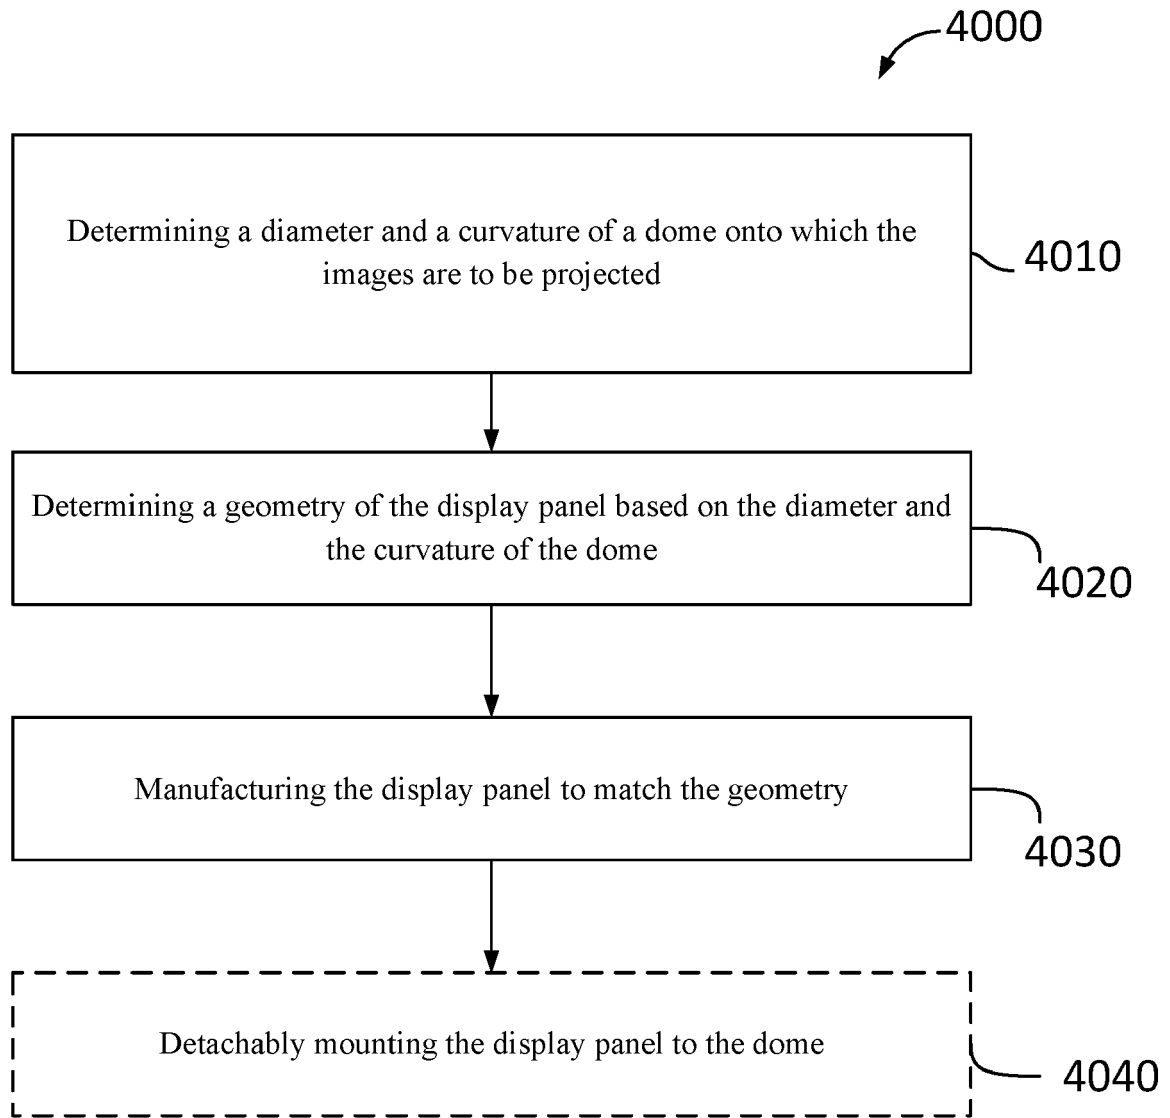 4000
Determining a diameter and a curvature of a dome onto which the
images are to be projected
4010
Determining a geometry of the display panel based on the diameter and
the curvature of the dome
4020
Manufacturing the display panel to match the geometry
4030
Detachably mounting the display panel to the dome
4040